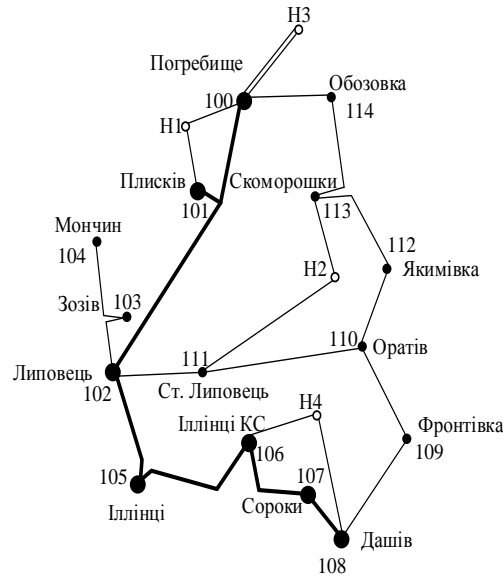 Н3
Погребище
100
Обозовка
114
Н1
Плисків
101
Скоморошки
113
Мончин
104
112
Якимівка
Н2
Зозів
103
110
Оратів
111
Липовець
102
Ст. Липовець
Н4
Іллінці КС
106
Фронтівка
109
105
107
Іллінці
Сороки
Дашів
108